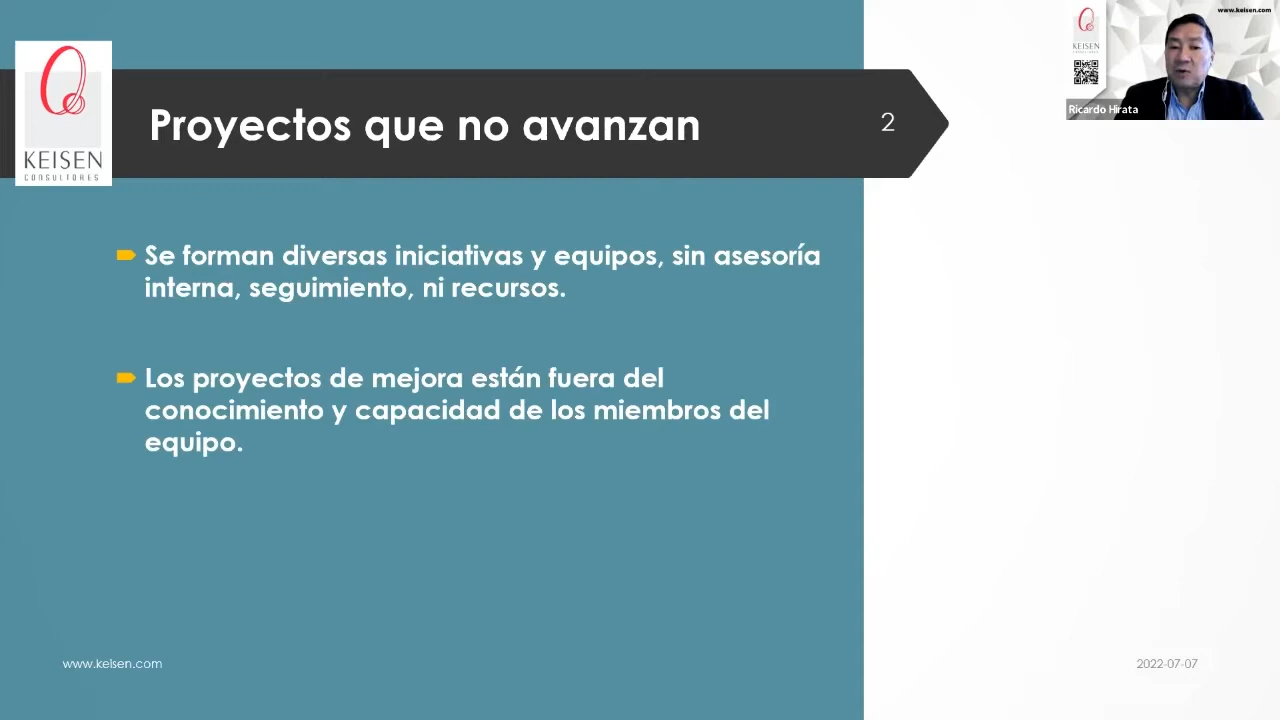 KEISEN
CONSULTORES
Proyectos que no avanzan
2
www.keisen.com
KEISEN
Ricardo Hirata
Se forman diversas iniciativas y equipos, sin asesoría
interna, seguimiento, ni recursos.
Los proyectos de mejora están fuera del
conocimiento y capacidad de los miembros del
equipo.
www.keisen.com
2022-07-07